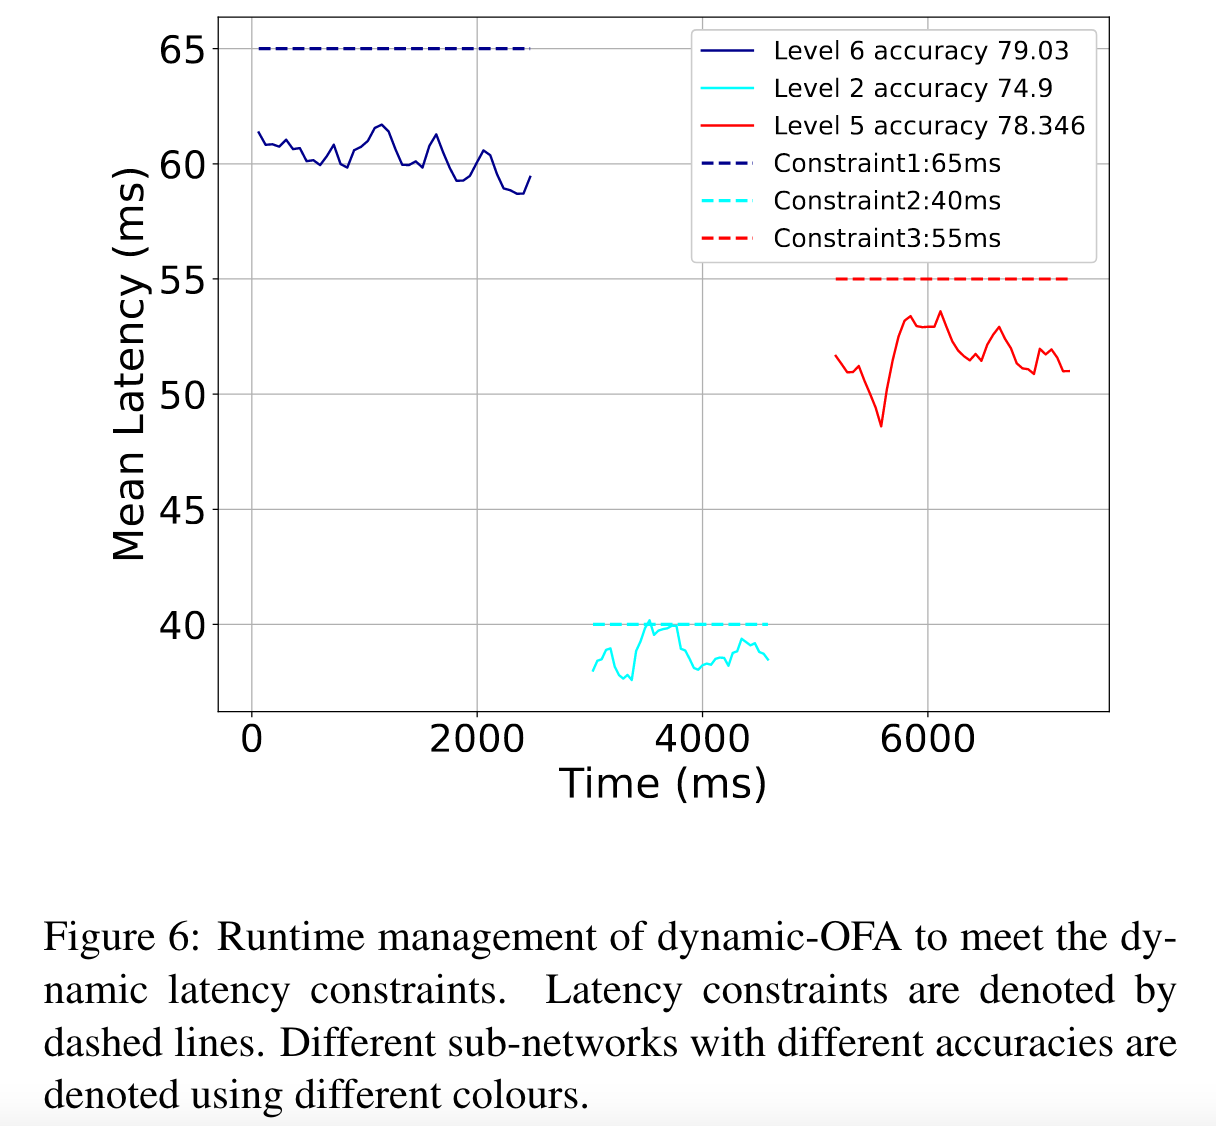 65
60
55
50
45
40
Mean Latency (ms)
Level 6 accuracy 79.03
Level 2 accuracy 74.9
Level 5 accuracy 78.346
Constraint1:65ms
Constraint2:40ms
Constraint3:55ms
0 2000 4000 6000
Time (ms)
Figure 6: Runtime management of dynamic-OFA to meet the dy-
namic latency constraints. Latency constraints are denoted by
dashed lines. Different sub-networks with different accuracies are
denoted using different colours.